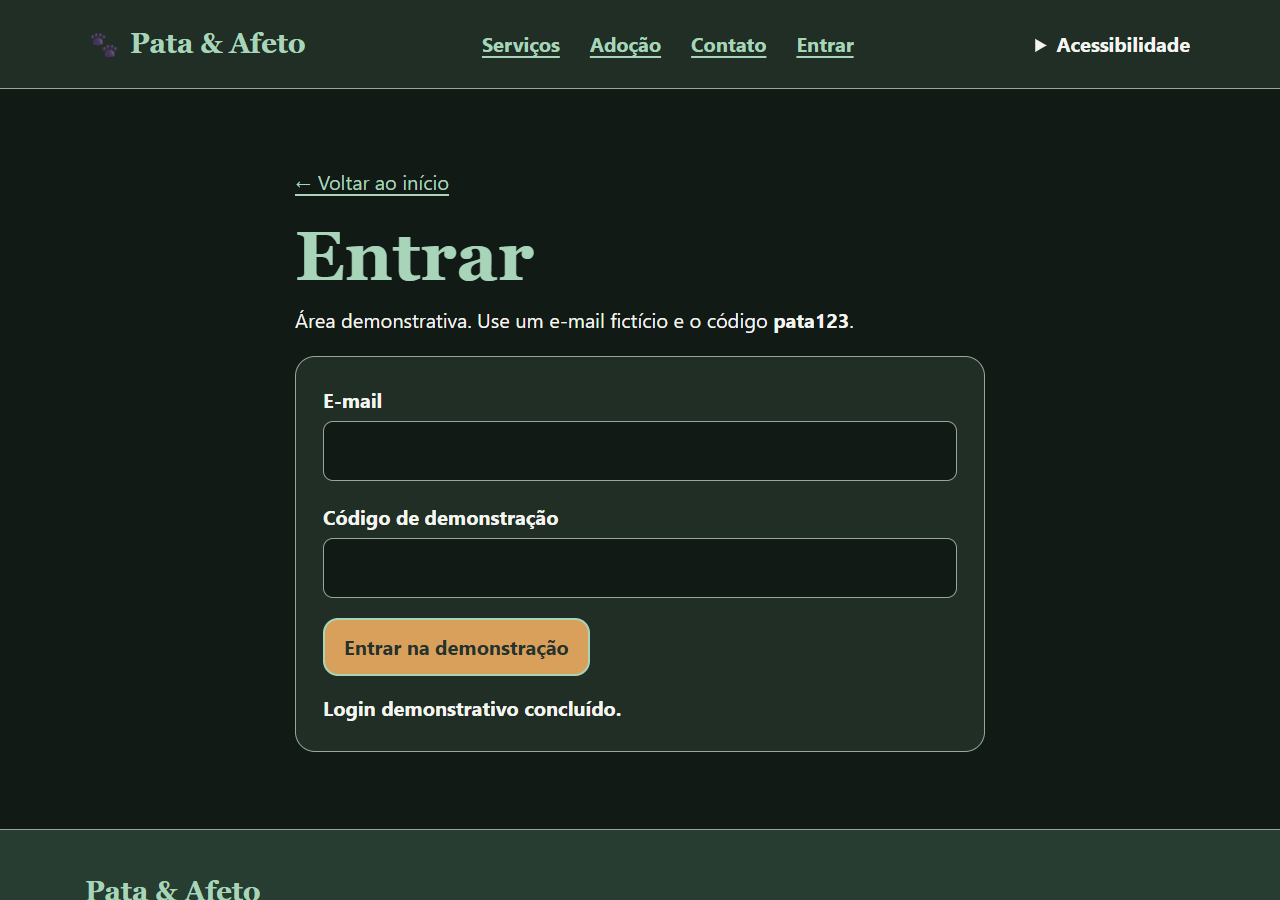 🐾 Pata & Afeto
Serviços Adoção Contato Entrar
▶ Acessibilidade
← Voltar ao início
Entrar
Área demonstrativa. Use um e-mail fictício e o código pata123.
E-mail
Código de demonstração
Entrar na demonstração
Login demonstrativo concluído.
Pata & Afeto